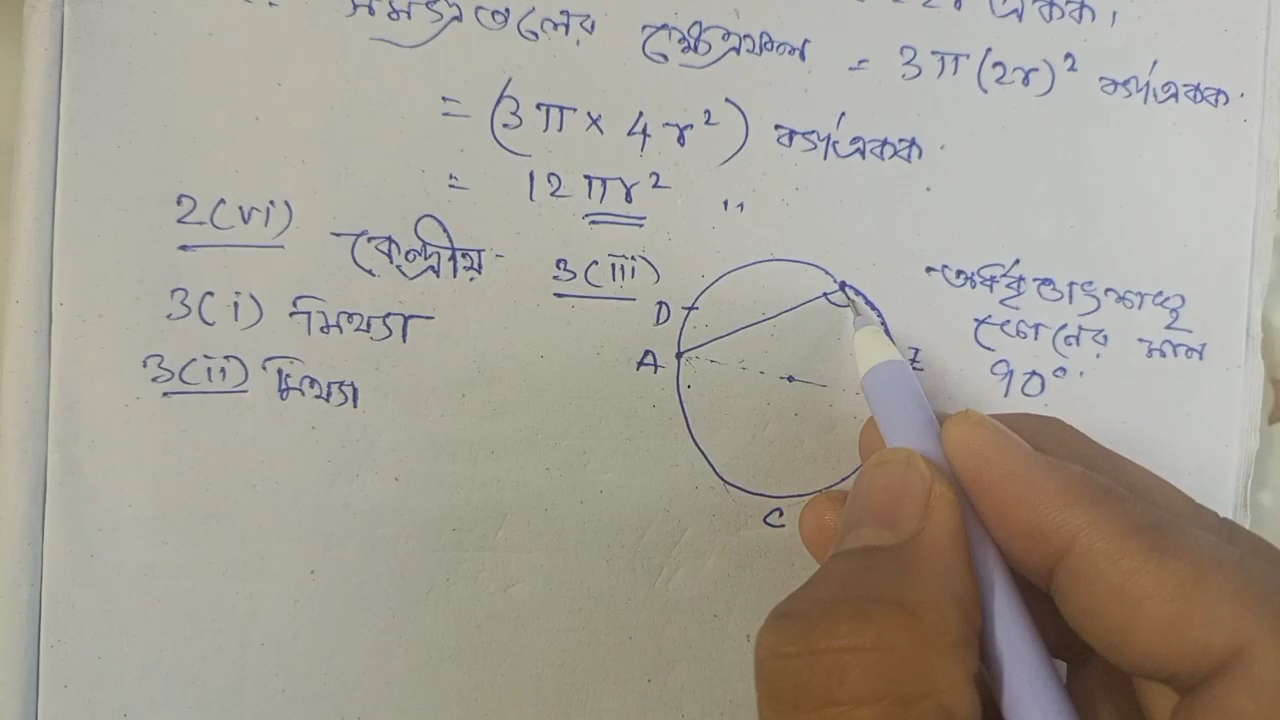 একক।
সমগ্রতলের ক্ষেত্রফল = 3π(2r)² বর্গএকক.
= (3π × 4r²) বর্গএকক.
= 12πr² ,,
2(vi) কেন্দ্রীয়
3(i) মিথ্যা
3(ii) মিথ্যা
3(iii)
D
A
C
অর্ধবৃত্তাংশস্থ
কোনের মান
90°